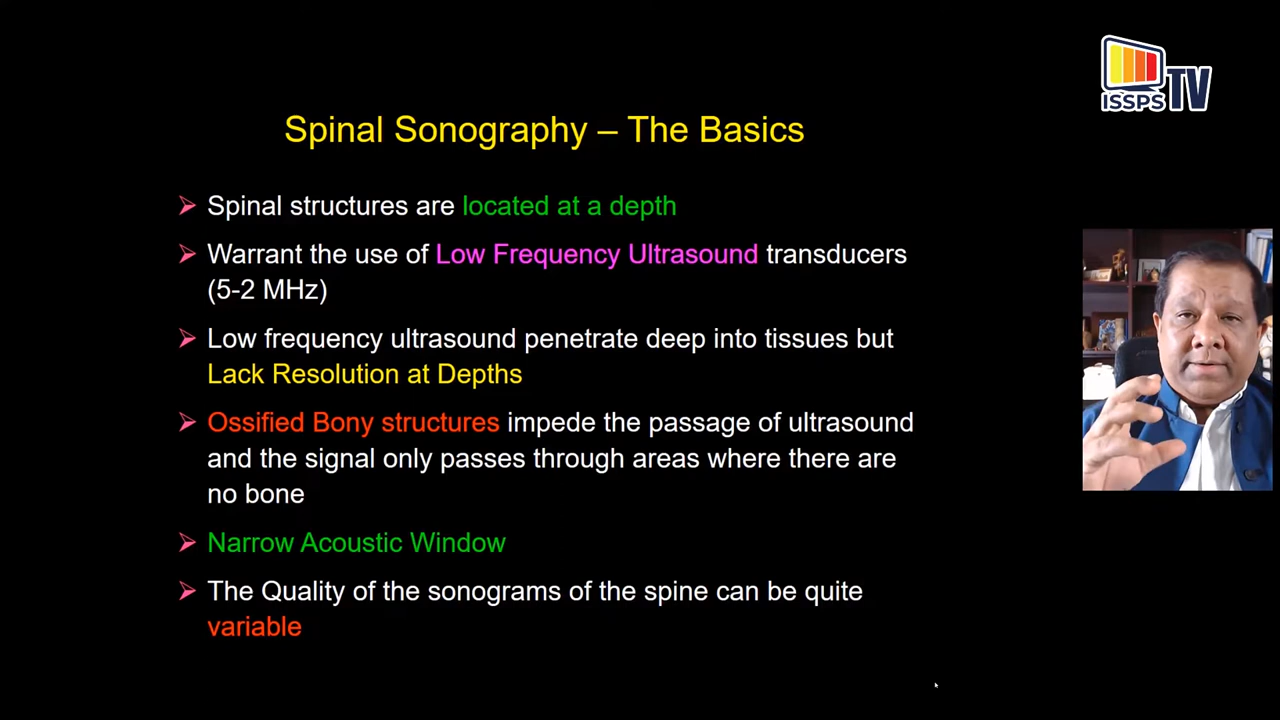 ISSPS TV
Spinal Sonography – The Basics
Spinal structures are located at a depth
Warrant the use of Low Frequency Ultrasound transducers
(5-2 MHz)
Low frequency ultrasound penetrate deep into tissues but
Lack Resolution at Depths
Ossified Bony structures impede the passage of ultrasound
and the signal only passes through areas where there are
no bone
Narrow Acoustic Window
The Quality of the sonograms of the spine can be quite
variable